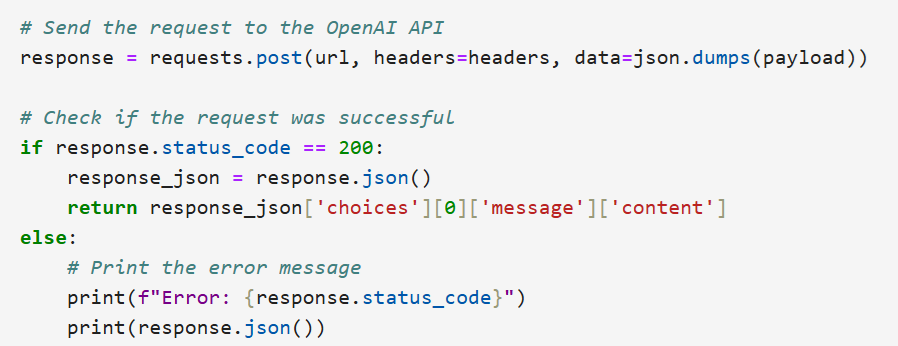 # Send the request to the OpenAI API
response = requests.post(url, headers=headers, data=json.dumps(payload))
# Check if the request was successful
if response.status_code == 200:
    response_json = response.json()
    return response_json['choices'][0]['message']['content']
else:
    # Print the error message
    print(f"Error: {response.status_code}")
    print(response.json())